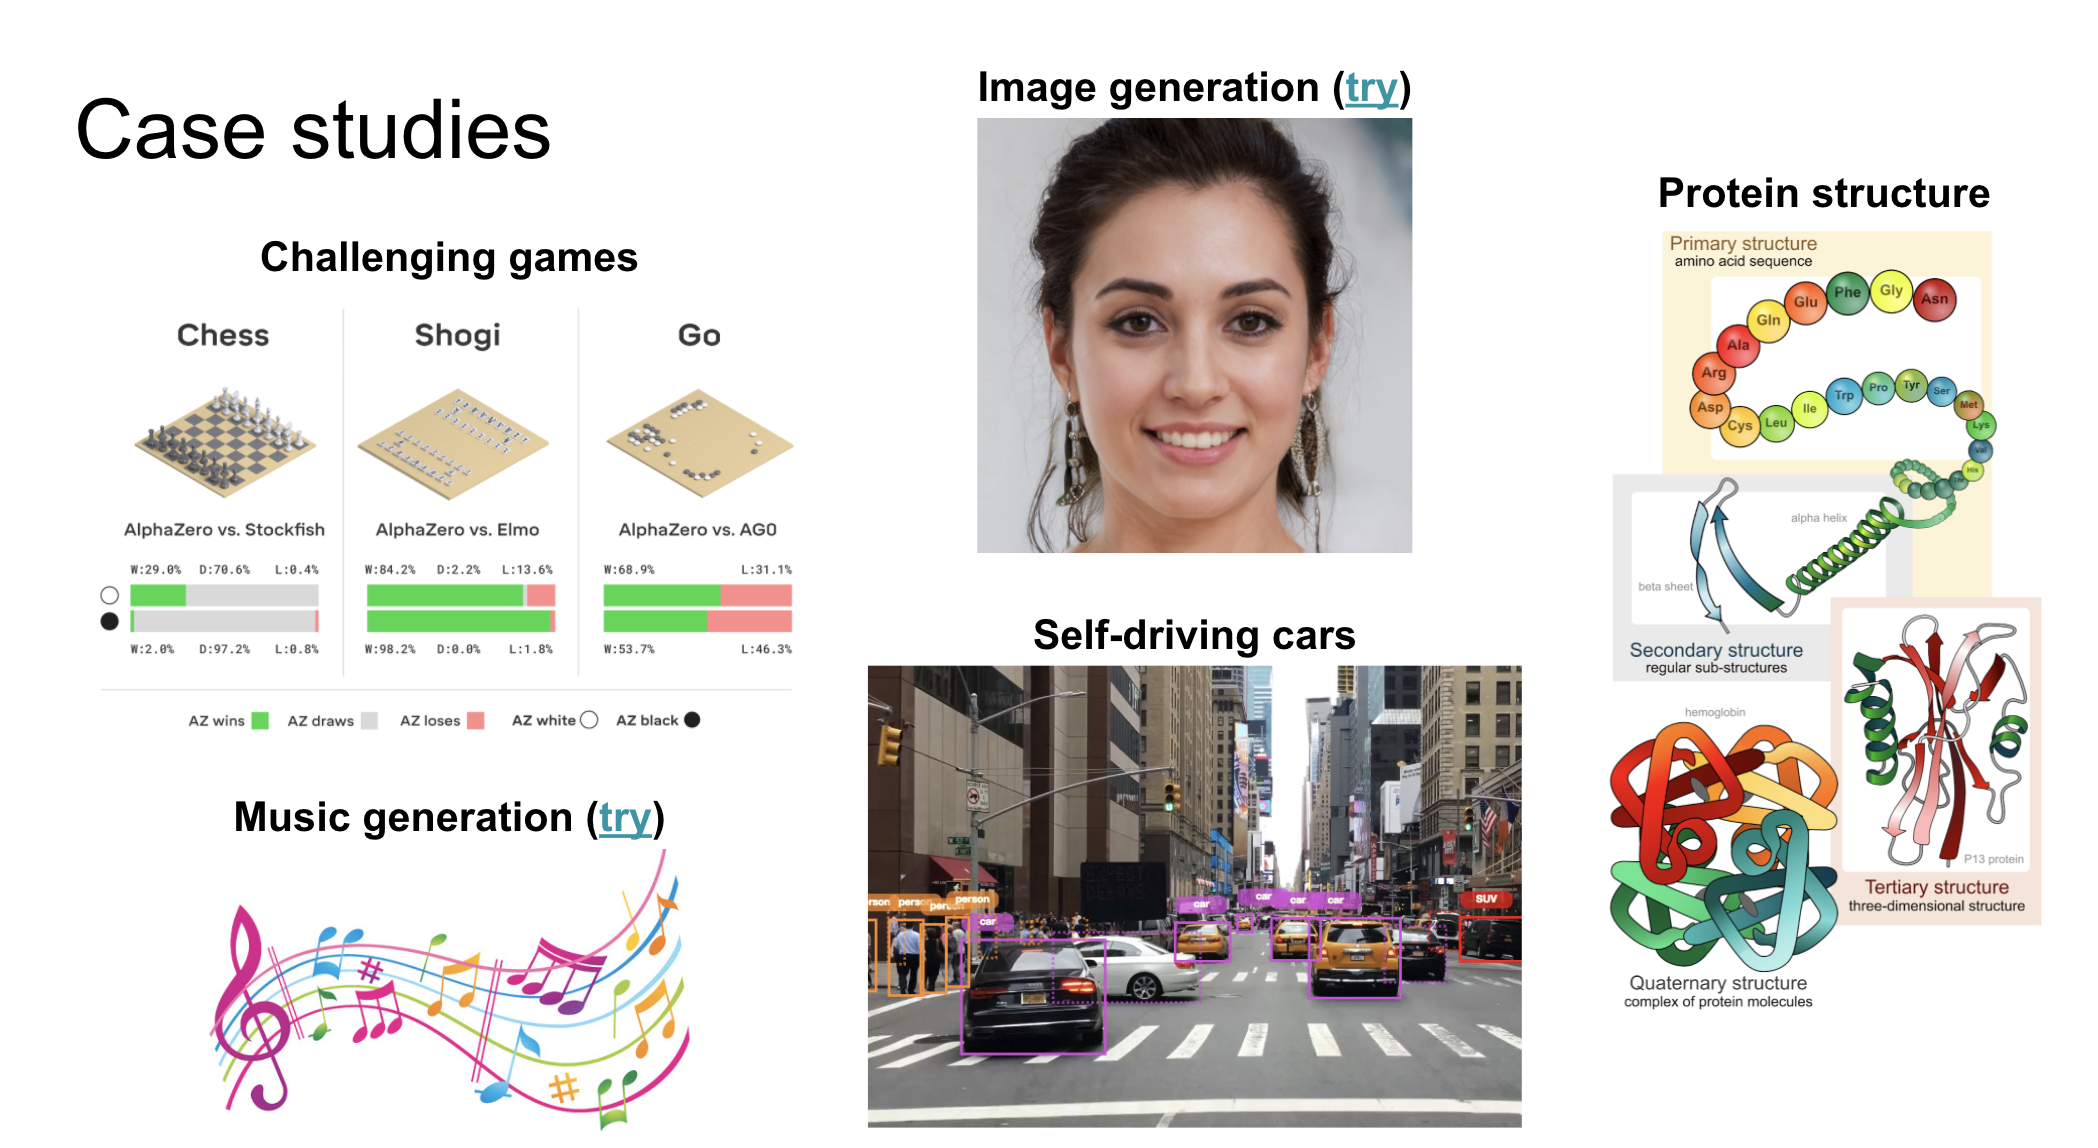 Case studies
Challenging games
Chess
Shogi
Go
AlphaZero vs. Stockfish
AlphaZero vs. Elmo
AlphaZero vs. AG0
W:29.0% D:70.6% L:0.4%
W:84.2% D:2.2% L:13.6%
W:68.9% L:31.1%
W:2.0% D:97.2% L:0.8%
W:98.2% D:0.0% L:1.8%
W:53.7% L:46.3%
AZ wins AZ draws AZ loses AZ white AZ black
Music generation (try)
Image generation (try)
Self-driving cars
person
person
car
car
car
car
car
SUV
Protein structure
Primary structure
amino acid sequence
Asn
Gly
Phe
Glu
Gln
Ala
Arg
Asp
Cys
Leu
Ile
Trp
Pro
Tyr
Ser
Met
Lys
Val
His
alpha helix
beta sheet
Secondary structure
regular sub-structures
P13 protein
Tertiary structure
three-dimensional structure
hemoglobin
Quaternary structure
complex of protein molecules